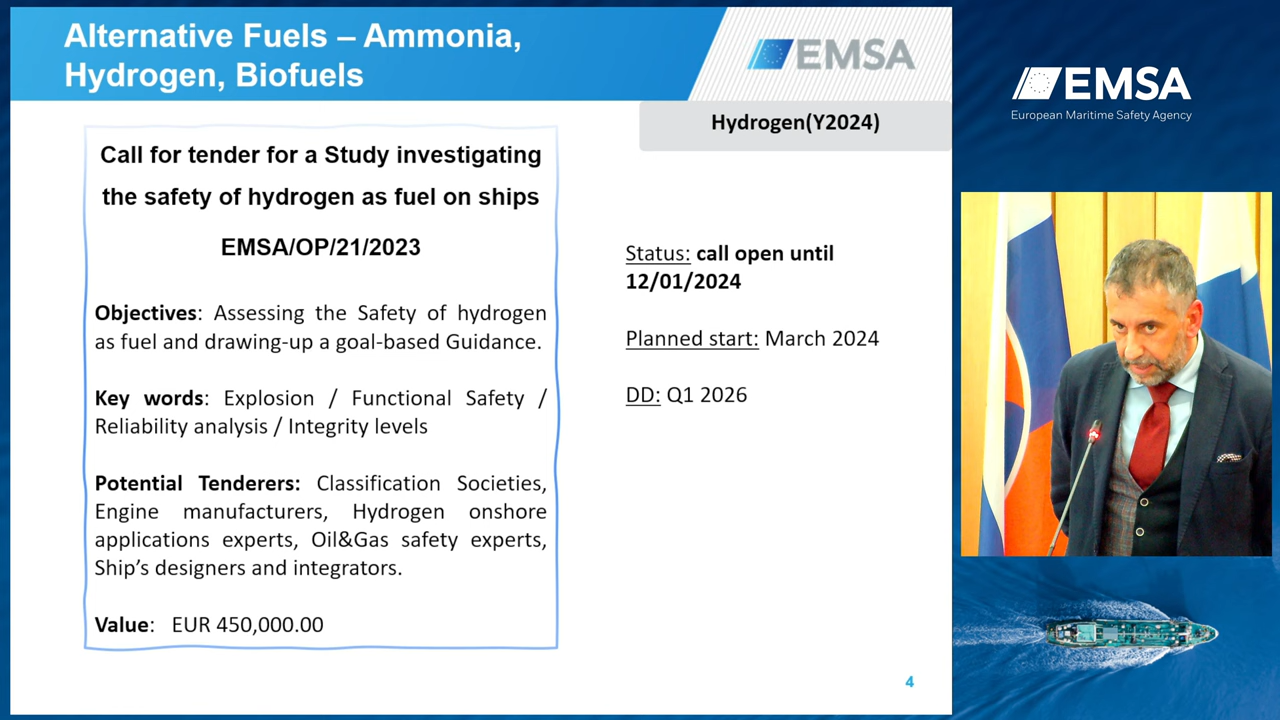 Alternative Fuels – Ammonia,
Hydrogen, Biofuels
EMSA
Hydrogen(Y2024)
Call for tender for a Study investigating
the safety of hydrogen as fuel on ships
EMSA/OP/21/2023
Objectives: Assessing the Safety of hydrogen
as fuel and drawing-up a goal-based Guidance.
Key words: Explosion / Functional Safety /
Reliability analysis / Integrity levels
Potential Tenderers: Classification Societies,
Engine manufacturers, Hydrogen onshore
applications experts, Oil&Gas safety experts,
Ship's designers and integrators.
Value: EUR 450,000.00
Status: call open until
12/01/2024
Planned start: March 2024
DD: Q1 2026
4
EMSA
European Maritime Safety Agency